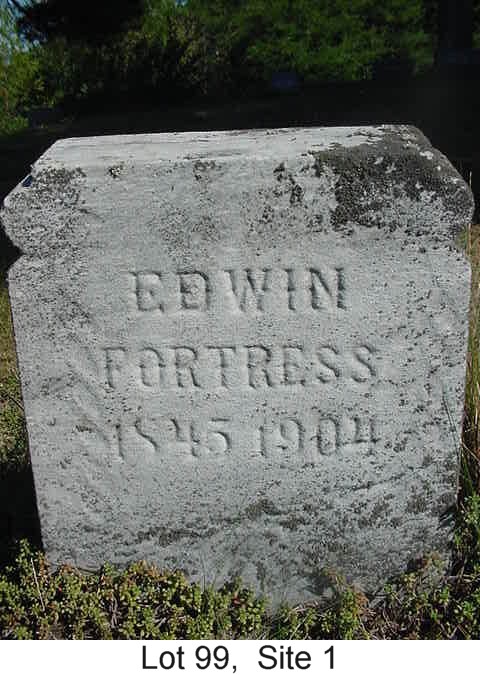 EDWIN
FORTRESS
1845 1904
Lot 99,  Site 1